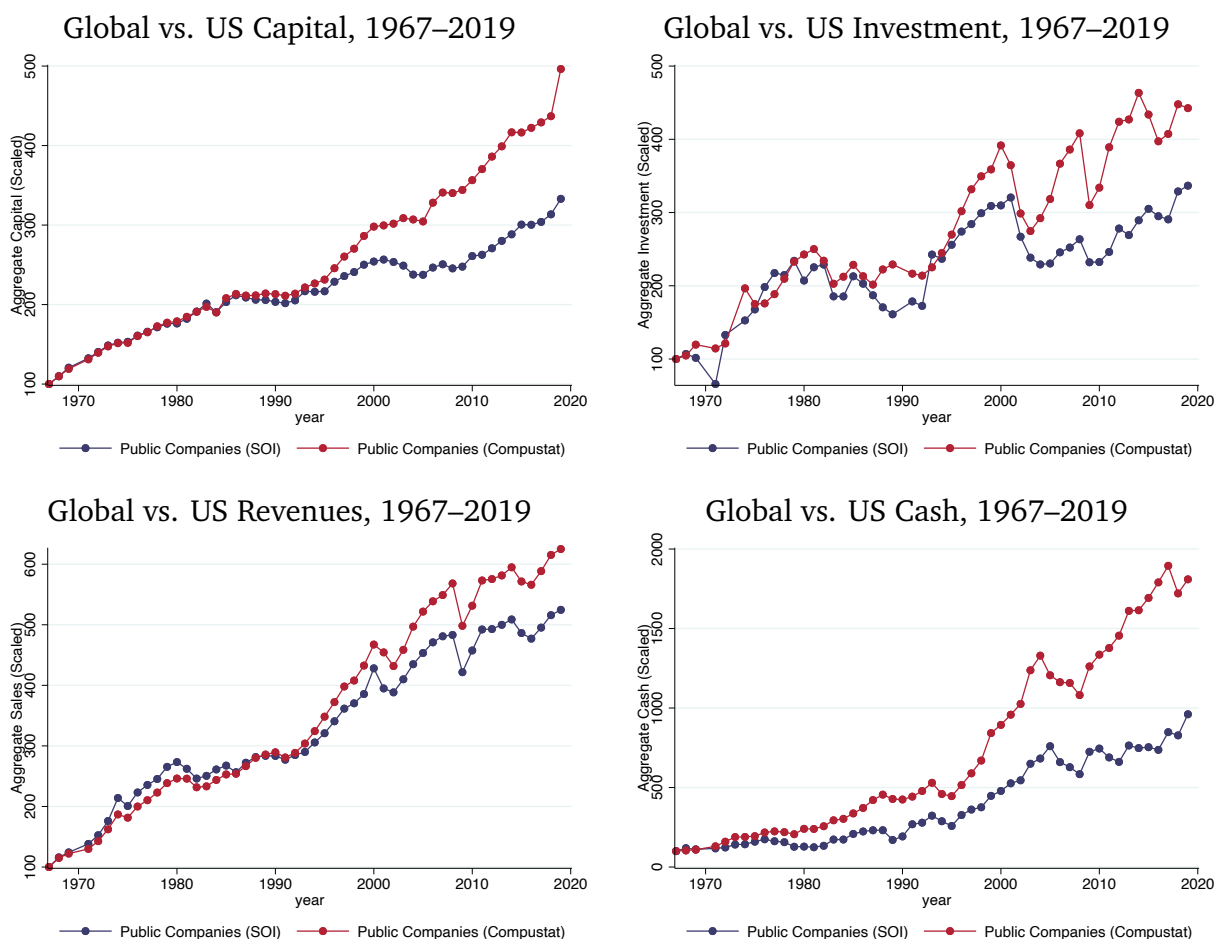 Global vs. US Capital, 1967–2019
Aggregate Capital (Scaled)
500
400
300
200
100
1970 1980 1990 2000 2010 2020
year
Public Companies (SOI) Public Companies (Compustat)
Global vs. US Investment, 1967–2019
Aggregate Investment (Scaled)
500
400
300
200
100
1970 1980 1990 2000 2010 2020
year
Public Companies (SOI) Public Companies (Compustat)
Global vs. US Revenues, 1967–2019
Aggregate Sales (Scaled)
600
500
400
300
200
100
1970 1980 1990 2000 2010 2020
year
Public Companies (SOI) Public Companies (Compustat)
Global vs. US Cash, 1967–2019
Aggregate Cash (Scaled)
2000
1500
1000
500
0
1970 1980 1990 2000 2010 2020
year
Public Companies (SOI) Public Companies (Compustat)